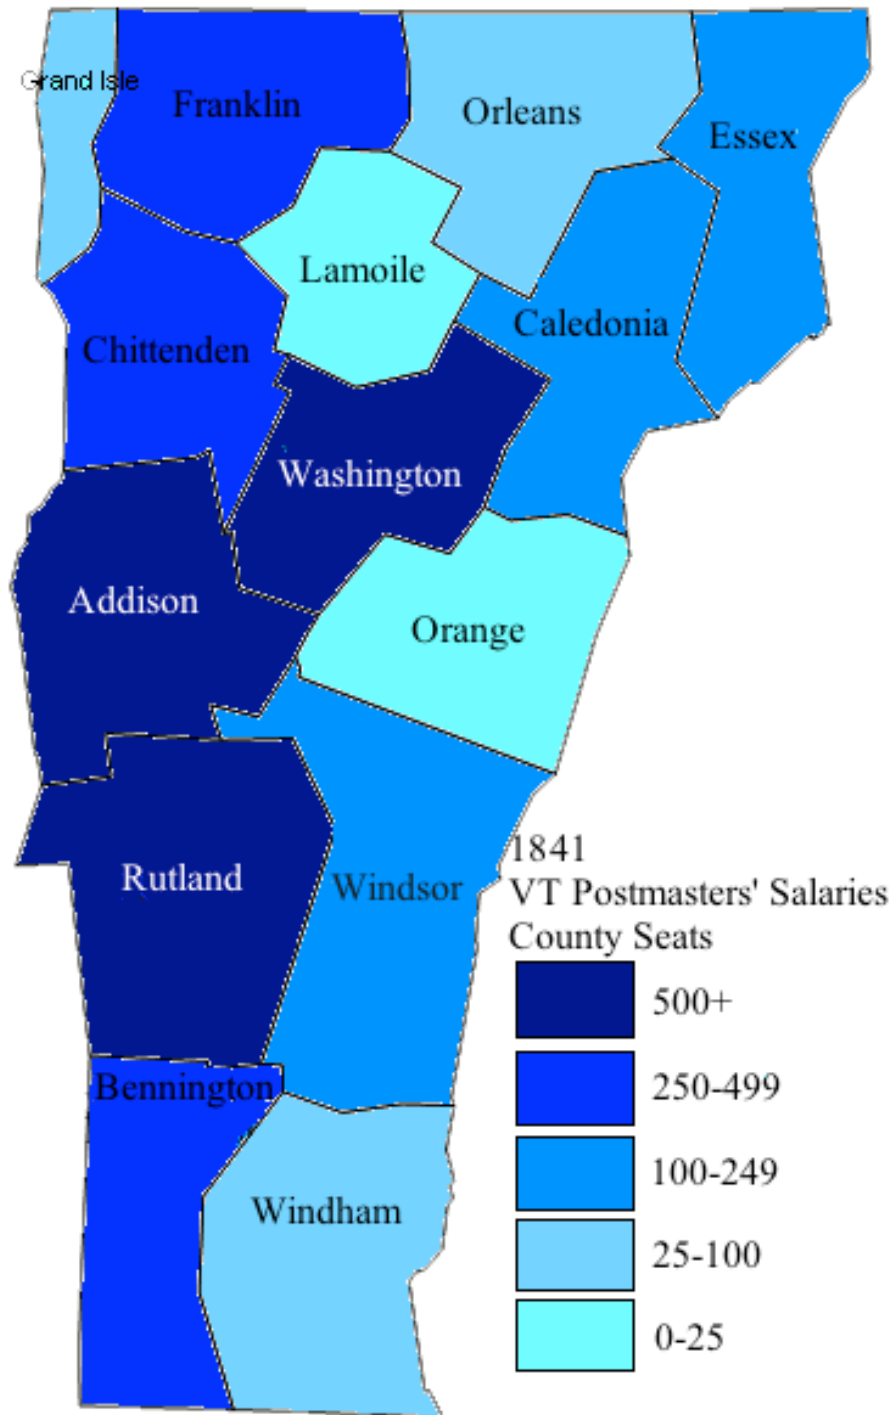 Grand Isle
Franklin
Orleans
Essex
Lamoile
Caledonia
Chittenden
Washington
Addison
Orange
Rutland
Windsor
Bennington
Windham
1841
VT Postmasters' Salaries
County Seats
500+
250-499
100-249
25-100
0-25